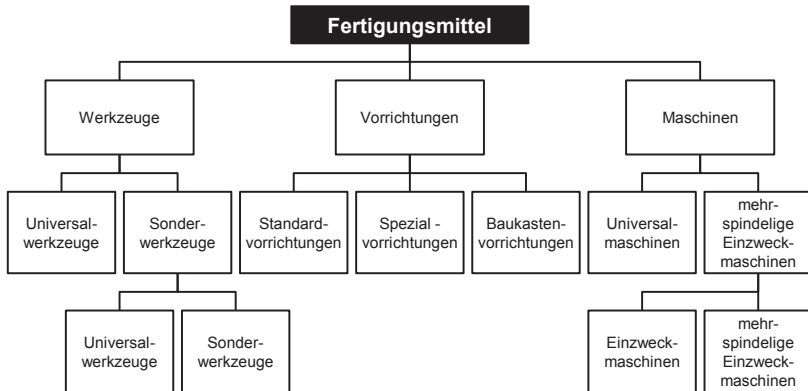 Fertigungsmittel
Werkzeuge
Vorrichtungen
Maschinen
Universal-
werkzeuge
Sonder-
werkzeuge
Standard-
vorrichtungen
Spezial -
vorrichtungen
Baukasten-
vorrichtungen
Universal-
maschinen
mehr-
spindelige
Einzweck-
maschinen
Universal-
werkzeuge
Sonder-
werkzeuge
Einzweck-
maschinen
mehr-
spindelige
Einzweck-
maschinen